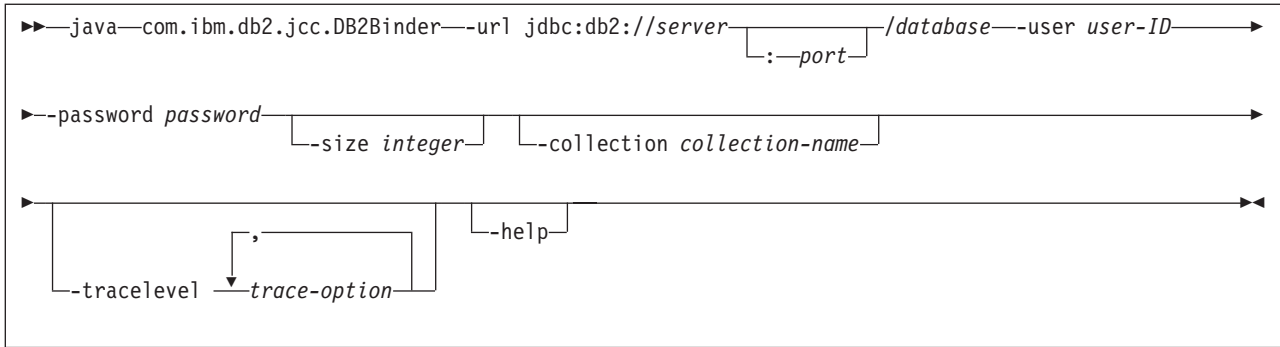 java com.ibm.db2.jcc.DB2Binder -url jdbc:db2://server /database -user user-ID
: port
-password password
-size integer -collection collection-name
-help
,
-tracelevel trace-option